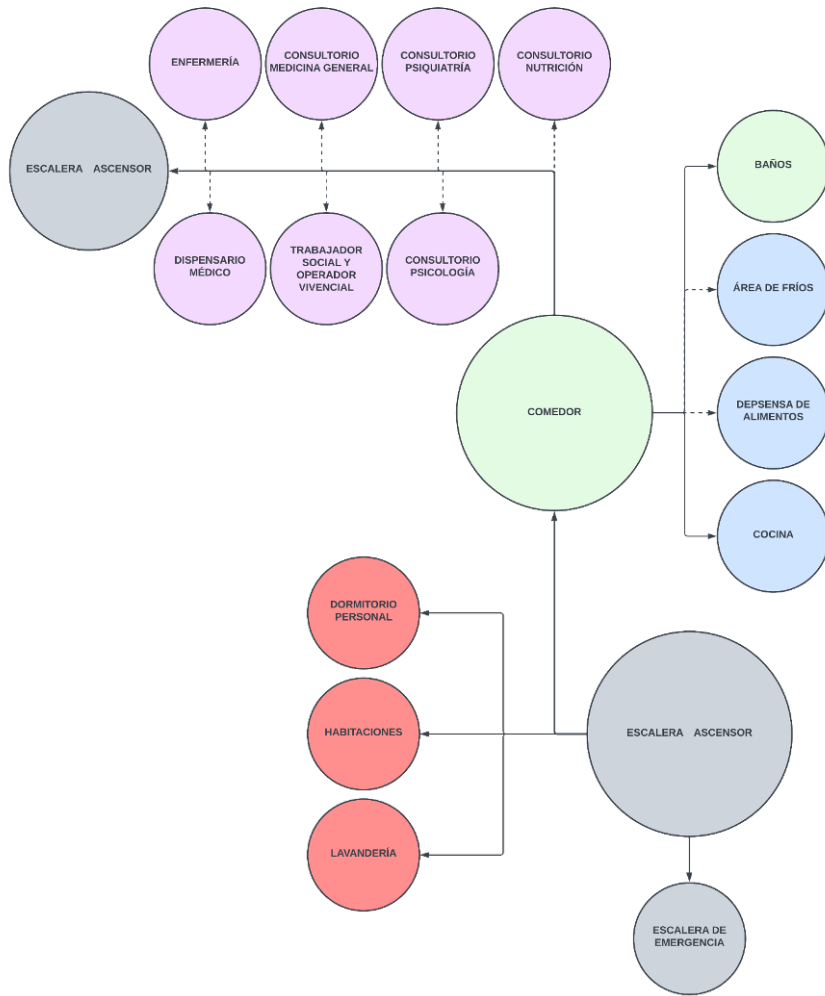 ENFERMERÍA
CONSULTORIO
MEDICINA GENERAL
CONSULTORIO
PSIQUIATRÍA
CONSULTORIO
NUTRICIÓN
ESCALERA ASCENSOR
BAÑOS
DISPENSARIO
MÉDICO
TRABAJADOR
SOCIAL Y
OPERADOR
VIVENCIAL
CONSULTORIO
PSICOLOGÍA
ÁREA DE FRÍOS
COMEDOR
DEPSENSA DE
ALIMENTOS
COCINA
DORMITORIO
PERSONAL
HABITACIONES
ESCALERA ASCENSOR
LAVANDERÍA
ESCALERA DE
EMERGENCIA